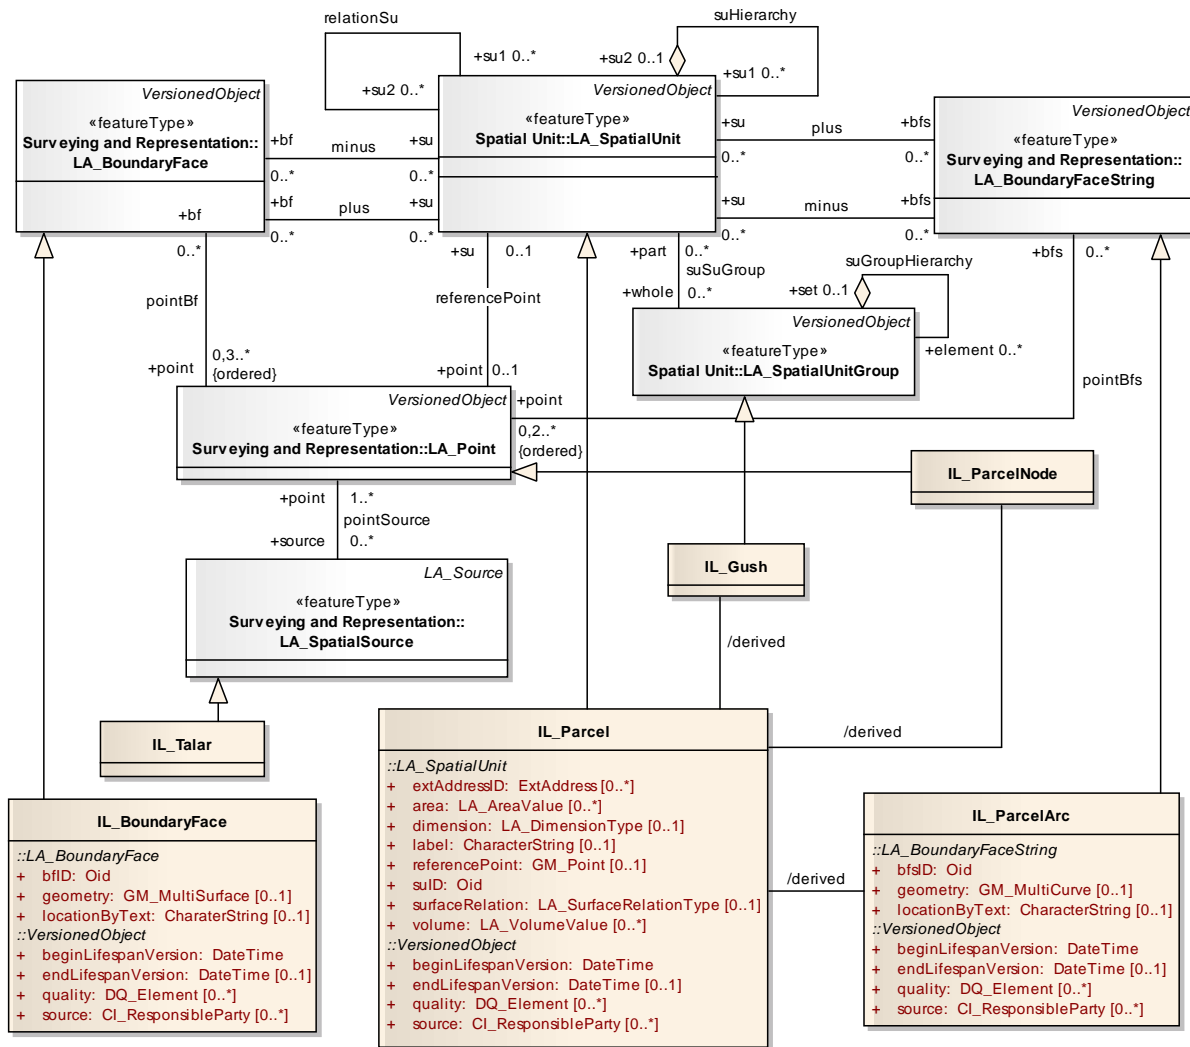 relationSu
suHierarchy
+su1 0..*
+su2 0..1
+su2 0..*
+su1 0..*
VersionedObject
«featureType»
Surveying and Representation::
LA_BoundaryFace
VersionedObject
«featureType»
Spatial Unit::LA_SpatialUnit
VersionedObject
«featureType»
Surveying and Representation::
LA_BoundaryFaceString
+bf
minus
+su
0..*
0..*
+bf
plus
+su
0..*
0..*
+su
plus
+bfs
0..*
0..*
+su
minus
+bfs
0..*
0..*
+bf
0..*
pointBf
+point
0,3..*
{ordered}
+su
0..1
referencePoint
+point
0..1
+part
0..*
suSuGroup
+whole
0..*
suGroupHierarchy
+set 0..1
+element 0..*
+bfs
0..*
pointBfs
VersionedObject
«featureType»
Spatial Unit::LA_SpatialUnitGroup
VersionedObject
«featureType»
Surveying and Representation::LA_Point
+point
0,2..*
{ordered}
IL_ParcelNode
+point
1..*
pointSource
+source
0..*
IL_Gush
LA_Source
«featureType»
Surveying and Representation::
LA_SpatialSource
/derived
IL_Talar
/derived
/derived
IL_BoundaryFace
::LA_BoundaryFace
+ bfID: Oid
+ geometry: GM_MultiSurface [0..1]
+ locationByText: CharaterString [0..1]
::VersionedObject
+ beginLifespanVersion: DateTime
+ endLifespanVersion: DateTime [0..1]
+ quality: DQ_Element [0..*]
+ source: CI_ResponsibleParty [0..*]
IL_Parcel
::LA_SpatialUnit
+ extAddressID: ExtAddress [0..*]
+ area: LA_AreaValue [0..*]
+ dimension: LA_DimensionType [0..1]
+ label: CharacterString [0..1]
+ referencePoint: GM_Point [0..1]
+ suID: Oid
+ surfaceRelation: LA_SurfaceRelationType [0..1]
+ volume: LA_VolumeValue [0..*]
::VersionedObject
+ beginLifespanVersion: DateTime
+ endLifespanVersion: DateTime [0..1]
+ quality: DQ_Element [0..*]
+ source: CI_ResponsibleParty [0..*]
IL_ParcelArc
::LA_BoundaryFaceString
+ bfsID: Oid
+ geometry: GM_MultiCurve [0..1]
+ locationByText: CharacterString [0..1]
::VersionedObject
+ beginLifespanVersion: DateTime
+ endLifespanVersion: DateTime [0..1]
+ quality: DQ_Element [0..*]
+ source: CI_ResponsibleParty [0..*]